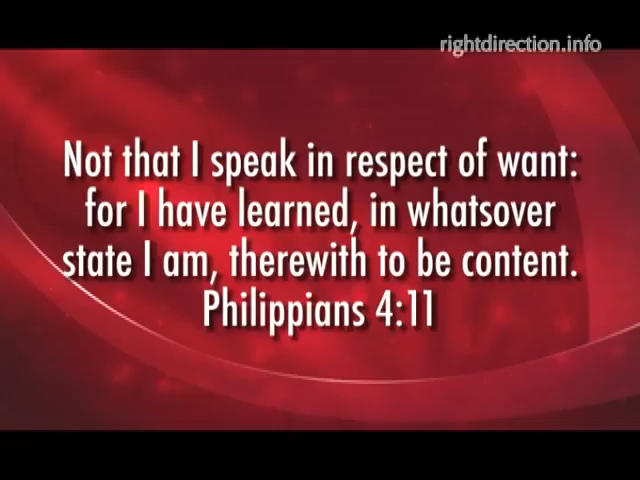 rightdirection.info
Not that I speak in respect of want:
for I have learned, in whatsover
state I am, therewith to be content.
Philippians 4:11